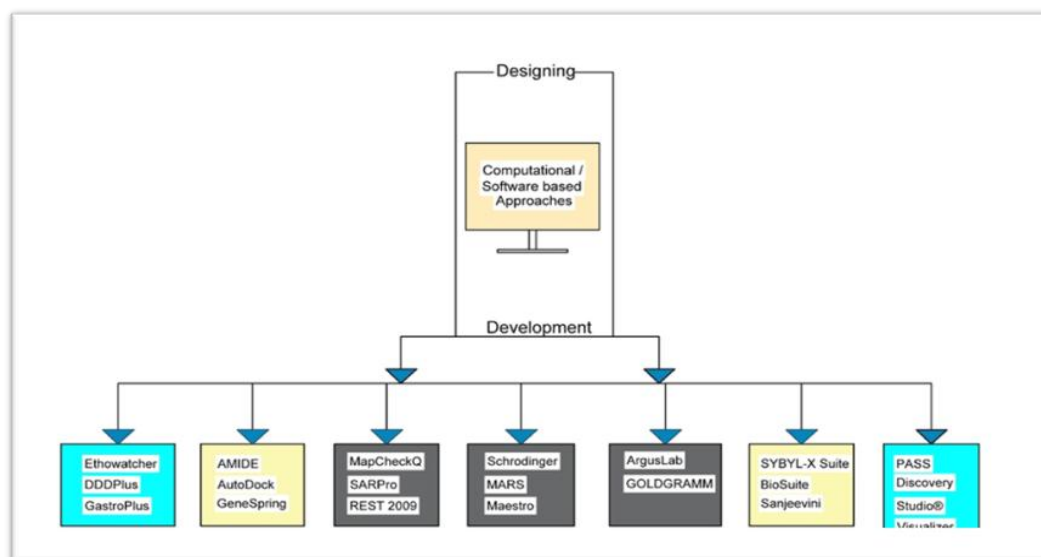 Designing
Computational /
Software based
Approaches
Development
Ethowatcher
DDDPlus
GastroPlus
AMIDE
AutoDock
GeneSpring
MapCheckQ
SARPro
REST 2009
Schrodinger
MARS
Maestro
ArgusLab
GOLDGRAMM
SYBYL-X Suite
BioSuite
Sanjeevini
PASS
Discovery
Studio®
Visualizer